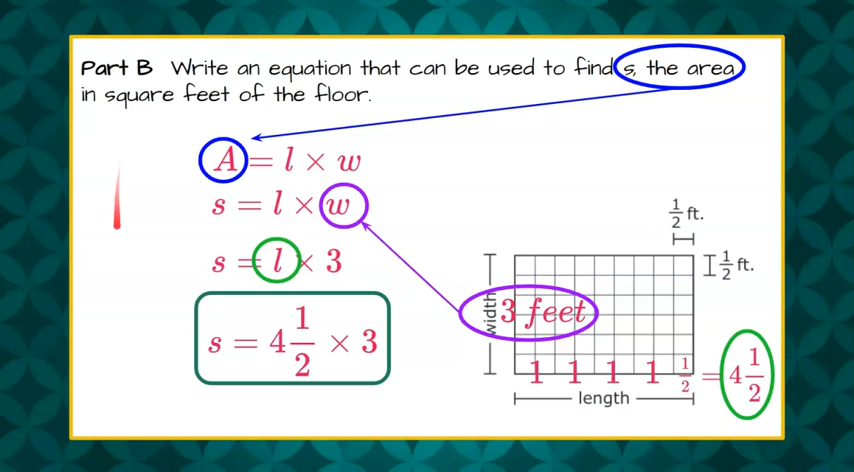 Part B Write an equation that can be used to find s, the area
in square feet of the floor.
A = l × w
s = l × w
s = l × 3
s = 4 1/2 × 3
1/2 ft.
1/2 ft.
width
3 feet
1 1 1 1 1/2 = 4 1/2
length